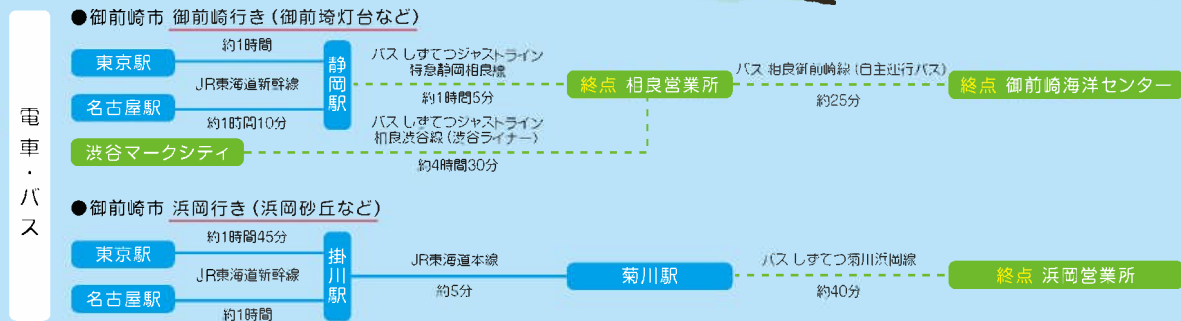 電車・バス
●御前崎市 御前崎行き(御前埼灯台など)
東京駅
約1時間
JR東海道新幹線
名古屋駅
約1時間10分
静岡駅
バス しずてつジャストライン
特急静岡相良線
約1時間5分
渋谷マークシティ
バス しずてつジャストライン
相良渋谷線(渋谷ライナー)
約4時間30分
終点 相良営業所
バス 相良御前崎線(自主運行バス)
約25分
終点 御前崎海洋センター
●御前崎市 浜岡行き(浜岡砂丘など)
東京駅
約1時間45分
JR東海道新幹線
名古屋駅
約1時間
掛川駅
JR東海道本線
約5分
菊川駅
バス しずてつ菊川浜岡線
約40分
終点 浜岡営業所